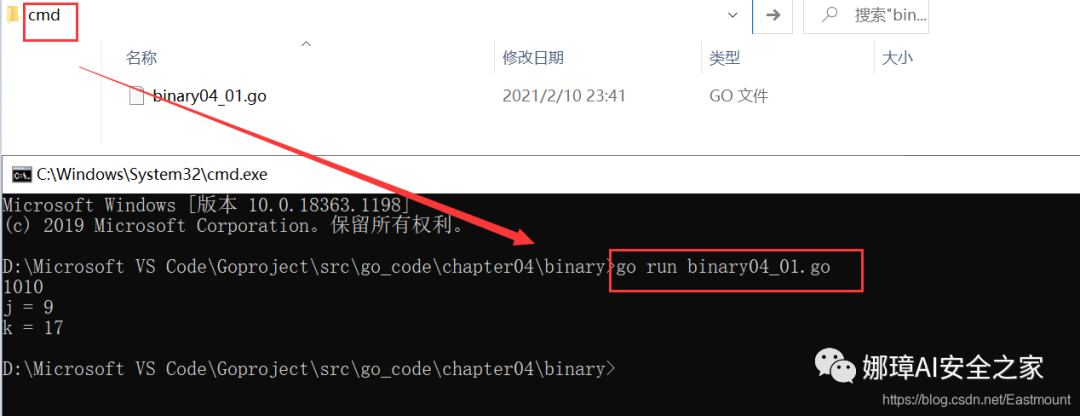 cmd
搜索"bin...
名称 修改日期 类型 大小
binary04_01.go 2021/2/10 23:41 GO 文件
C:\Windows\System32\cmd.exe
Microsoft Windows [版本 10.0.18363.1198]
(c) 2019 Microsoft Corporation。保留所有权利。
D:\Microsoft VS Code\Goproject\src\go_code\chapter04\binary>go run binary04_01.go
1010
j = 9
k = 17
D:\Microsoft VS Code\Goproject\src\go_code\chapter04\binary>
娜璋AI安全之家
https://blog.csdn.net/Eastmount